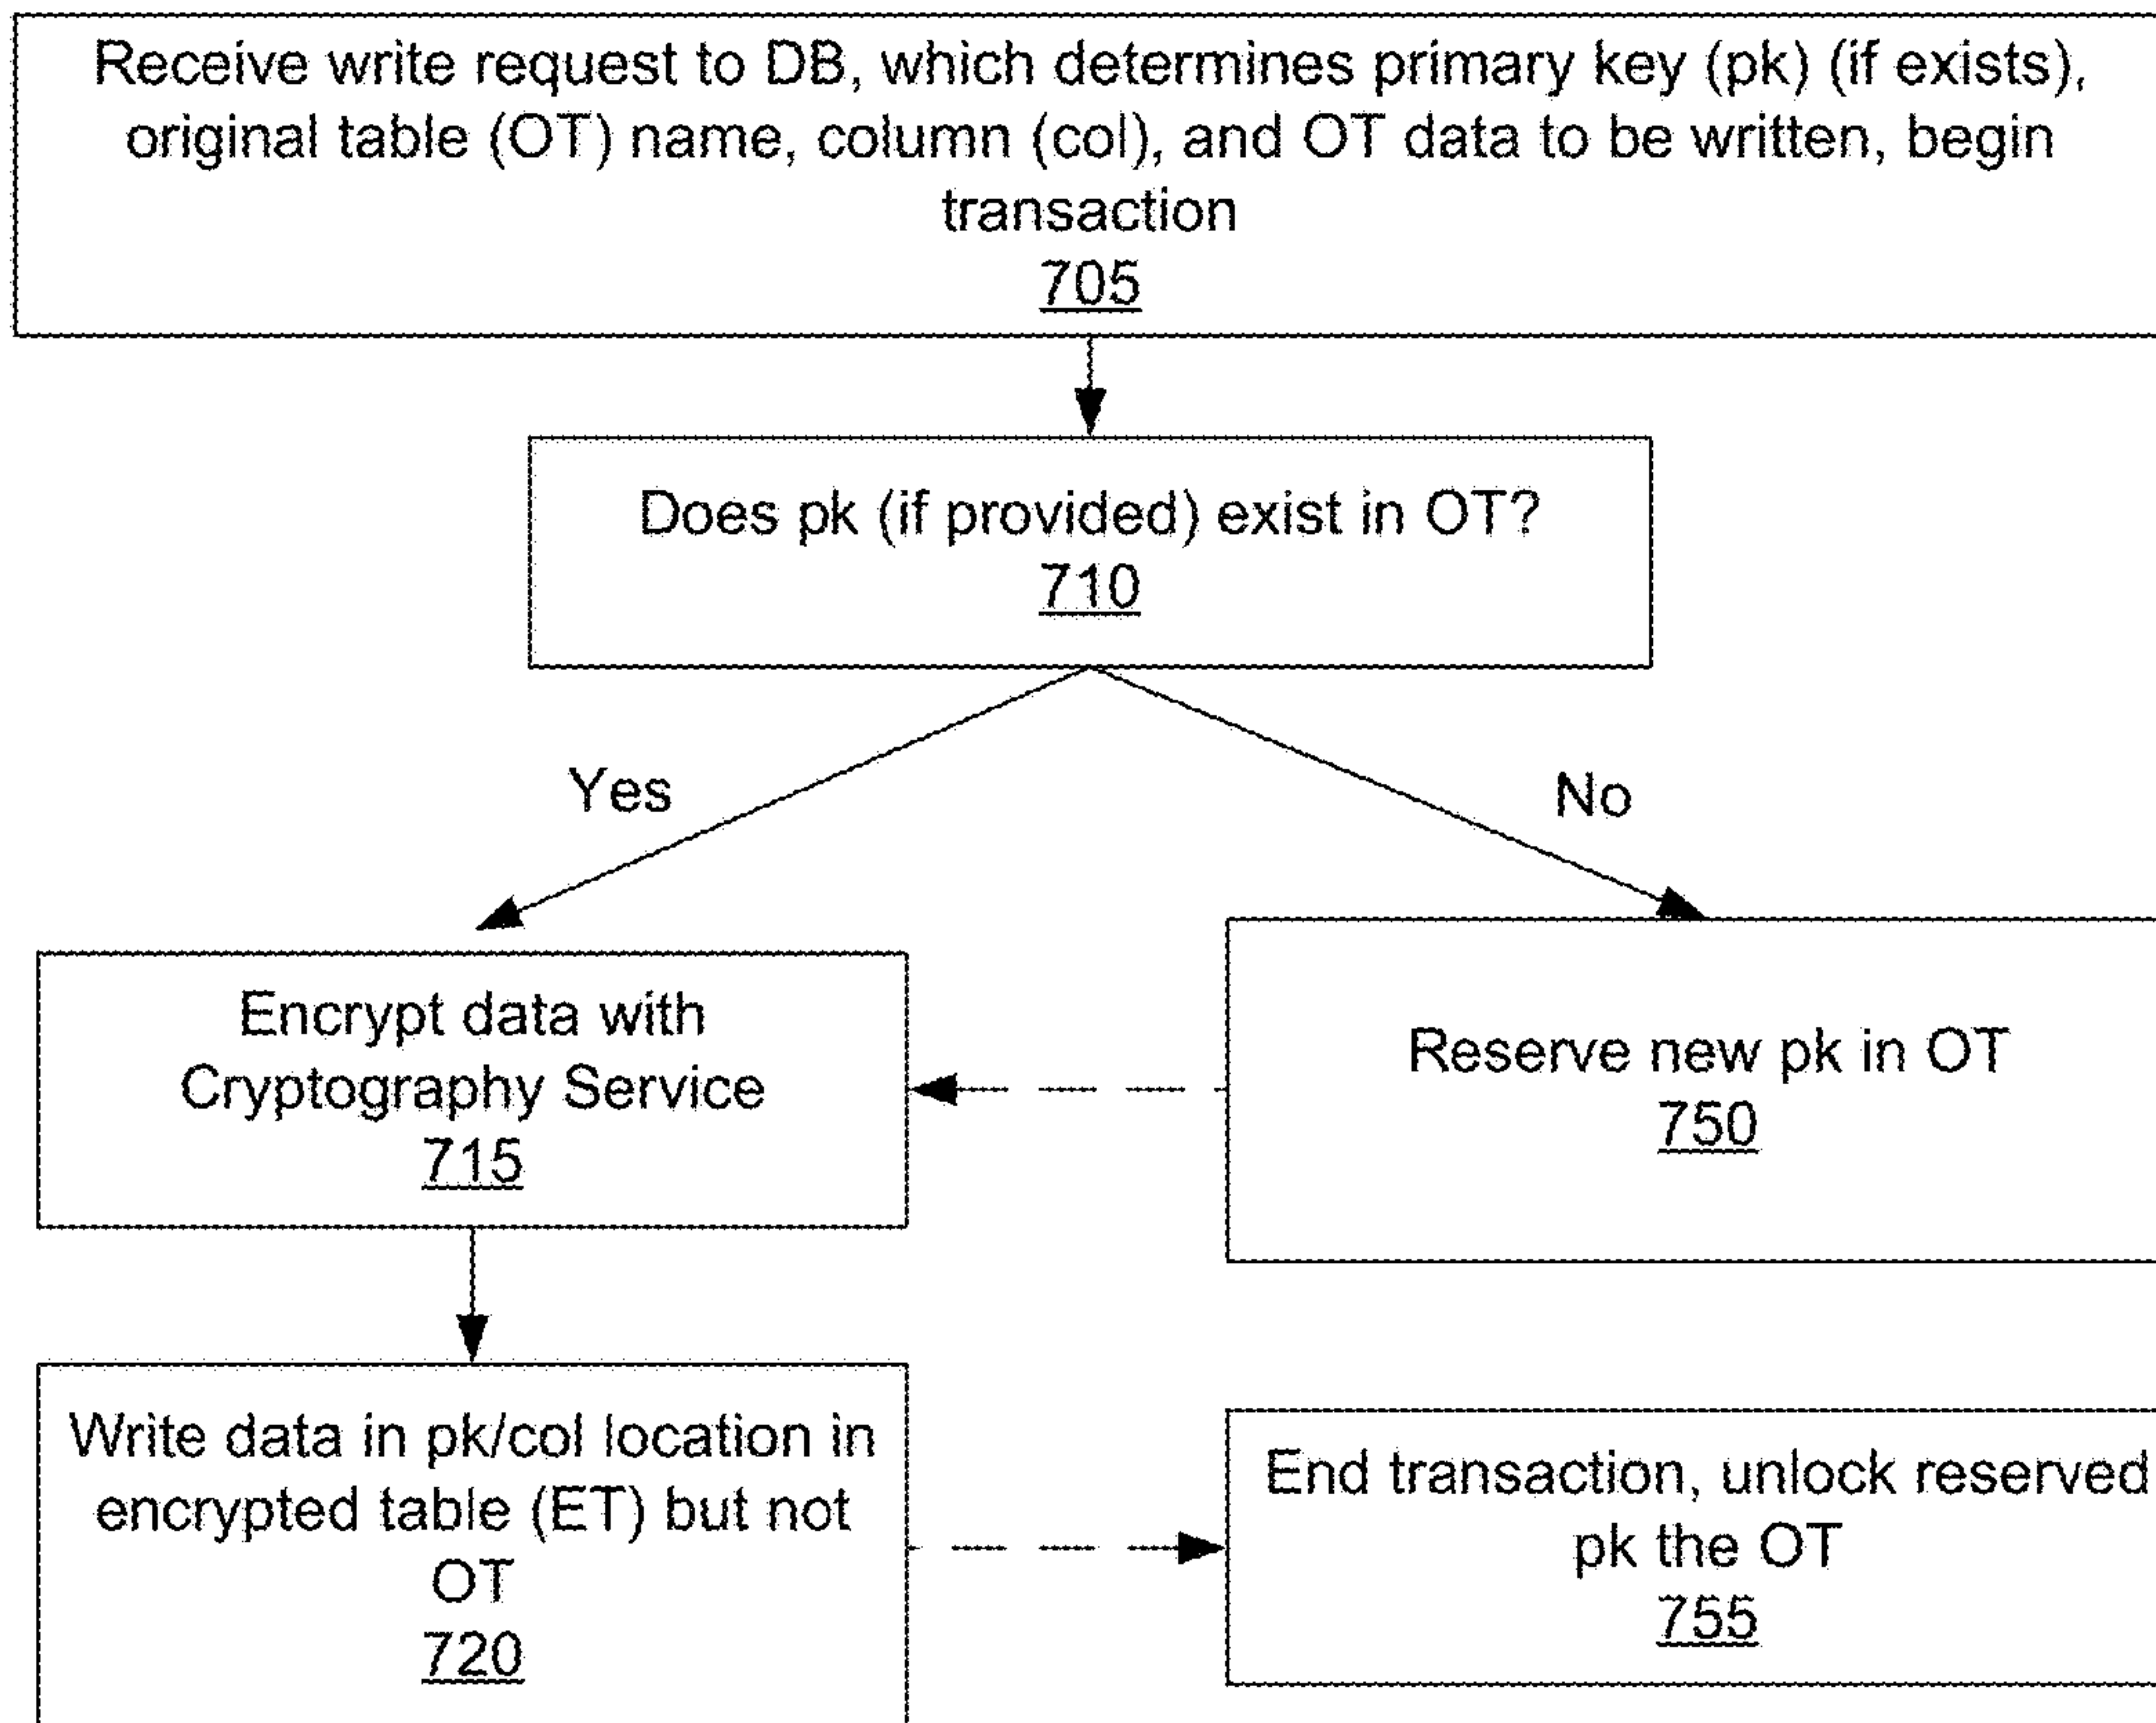 Receive write request to DB, which determines primary key (pk) (if exists),
original table (OT) name, column (col), and OT data to be written, begin
transaction
705
Does pk (if provided) exist in OT?
710
Yes
No
Encrypt data with
Cryptography Service
715
Reserve new pk in OT
750
Write data in pk/col location in
encrypted table (ET) but not
OT
720
End transaction, unlock reserved
pk the OT
755